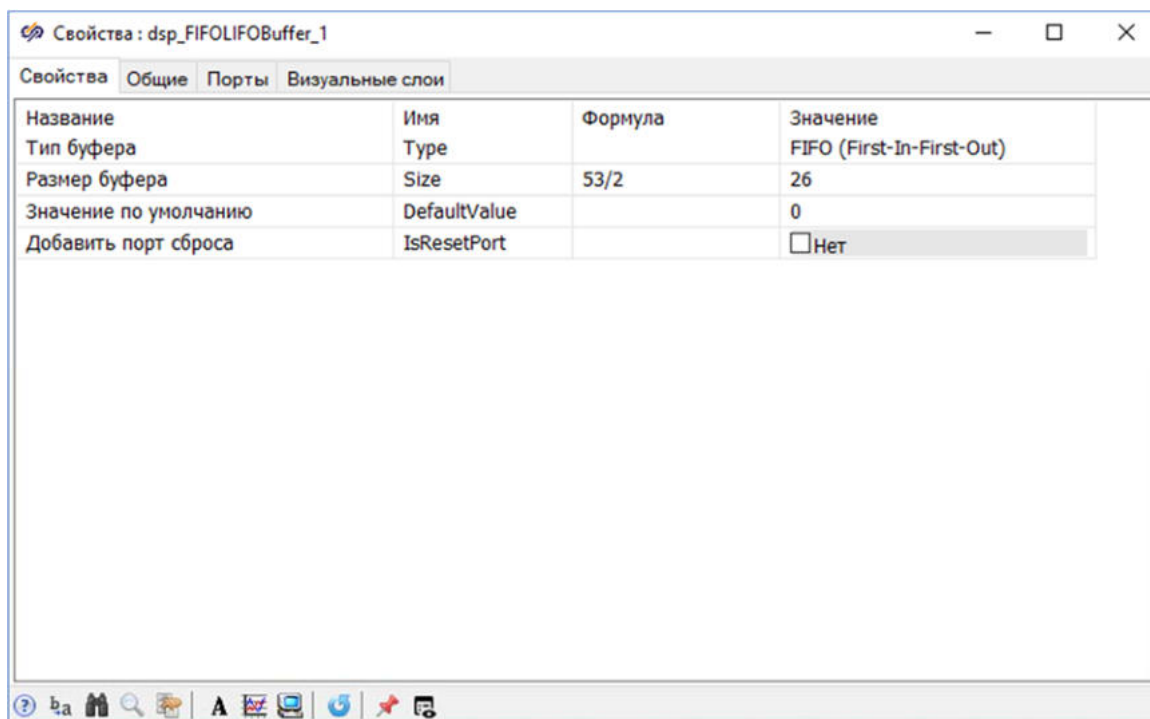 Свойства : dsp_FIFOLIFOBuffer_1
Свойства Общие Порты Визуальные слои
Название Имя Формула Значение
Тип буфера Type FIFO (First-In-First-Out)
Размер буфера Size 53/2 26
Значение по умолчанию DefaultValue 0
Добавить порт сброса IsResetPort Нет